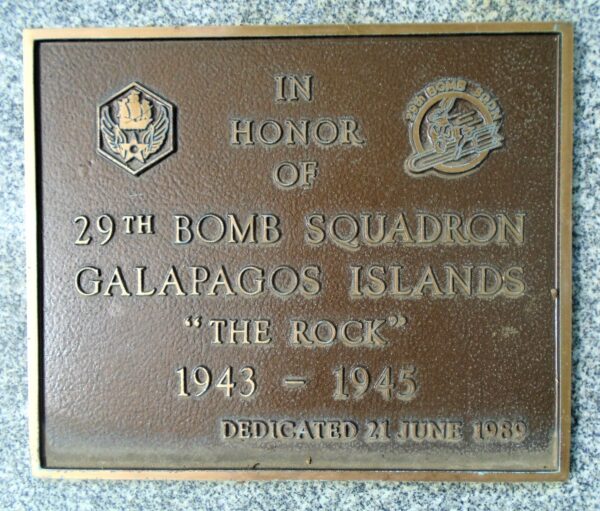 IN
HONOR
OF
29TH BOMB SQUADRON
GALAPAGOS ISLANDS
"THE ROCK"
1943 - 1945
DEDICATED 21 JUNE 1989